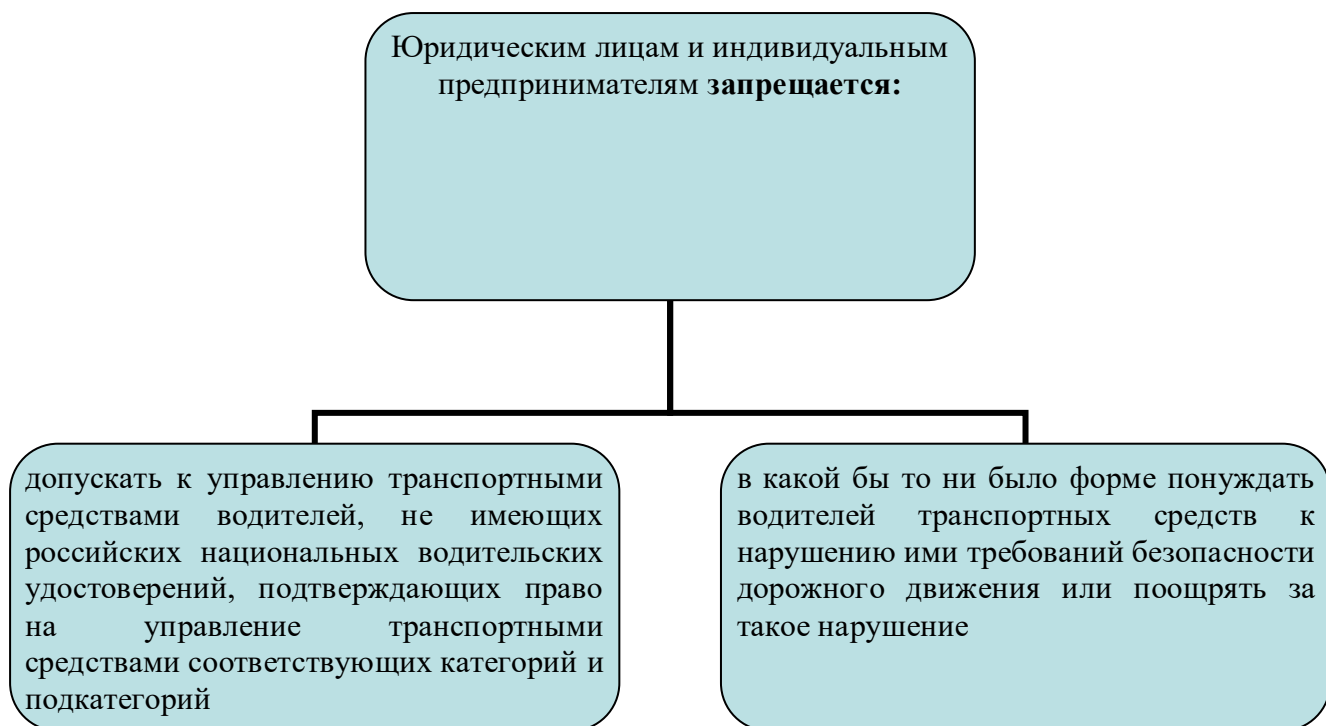 Юридическим лицам и индивидуальным
предпринимателям запрещается:
допускать к управлению транспортными
средствами водителей, не имеющих
российских национальных водительских
удостоверений, подтверждающих право
на управление транспортными
средствами соответствующих категорий и
подкатегорий
в какой бы то ни было форме понуждать
водителей транспортных средств к
нарушению ими требований безопасности
дорожного движения или поощрять за
такое нарушение